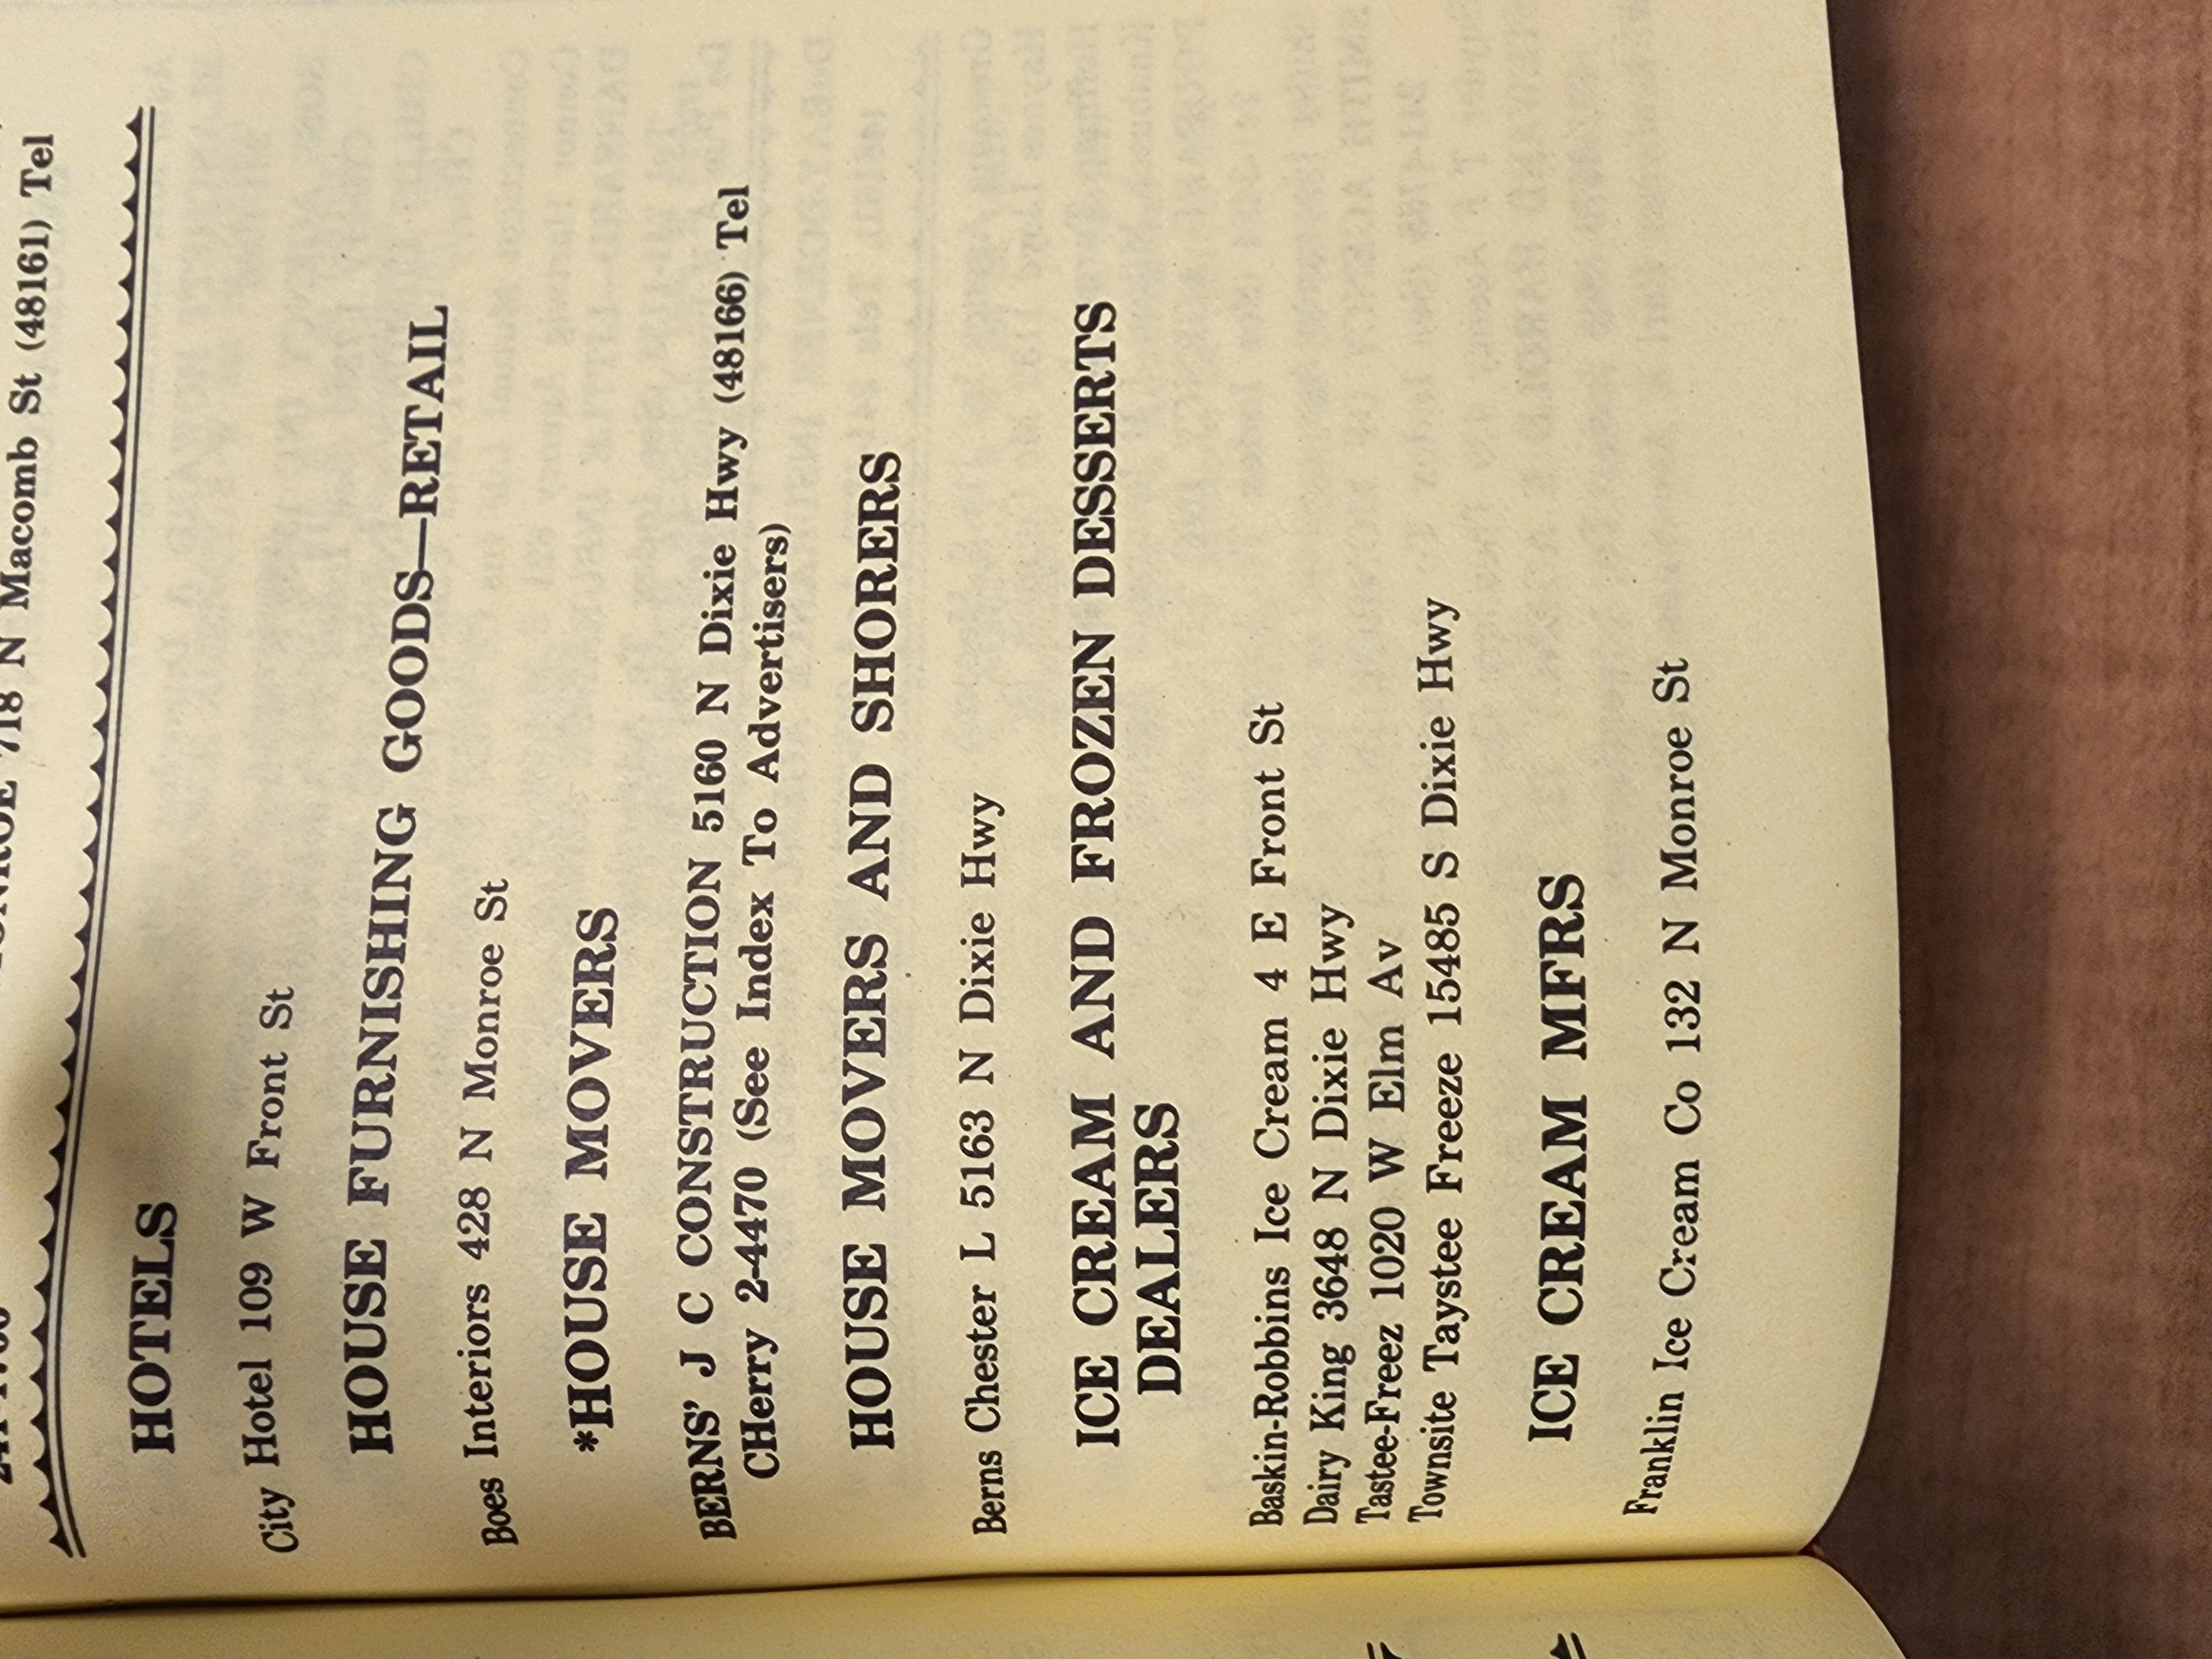 718 N Macomb St (48161) Tel
HOTELS
City Hotel 109 W Front St
HOUSE FURNISHING GOODS—RETAIL
Boes Interiors 428 N Monroe St
*HOUSE MOVERS
BERNS' J C CONSTRUCTION 5160 N Dixie Hwy (48166) Tel
CHerry 2-4470 (See Index To Advertisers)
HOUSE MOVERS AND SHORERS
Berns Chester L 5163 N Dixie Hwy
ICE CREAM AND FROZEN DESSERTS
DEALERS
Baskin-Robbins Ice Cream 4 E Front St
Dairy King 3648 N Dixie Hwy
Tastee-Freez 1020 W Elm Av
Townsite Taystee Freeze 15485 S Dixie Hwy
ICE CREAM MFRS
Franklin Ice Cream Co 132 N Monroe St